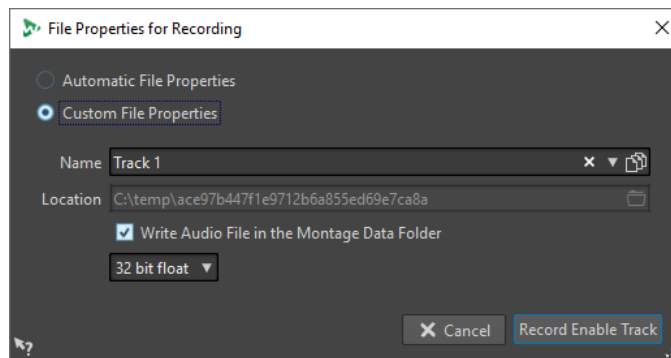 File Properties for Recording
Automatic File Properties
Custom File Properties
Name Track 1
Location C:\temp\ace97b447f1e9712b6a855ed69e7ca8a
Write Audio File in the Montage Data Folder
32 bit float
Cancel Record Enable Track